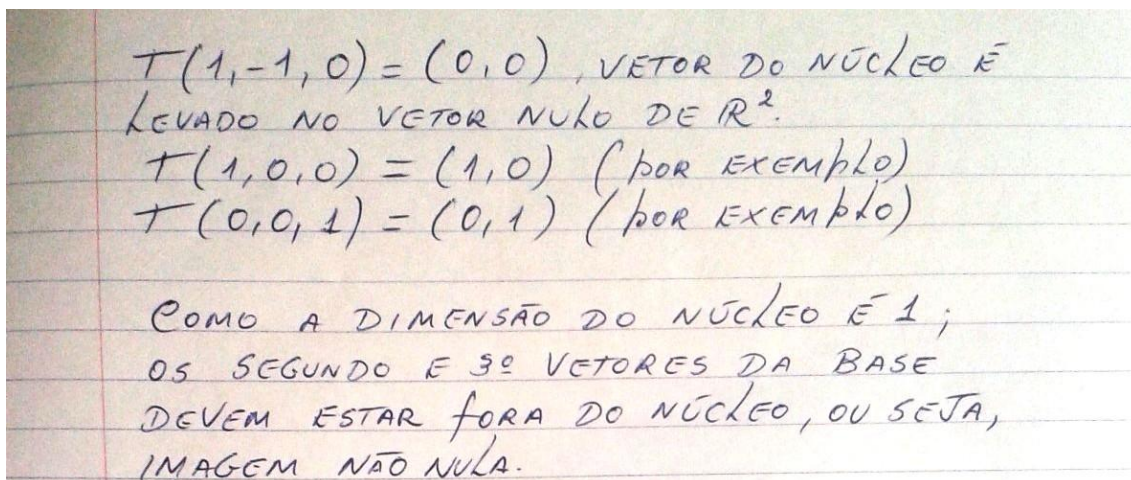 T(1,-1,0) = (0,0), VETOR DO NÚCLEO É
LEVADO NO VETOR NULO DE R².
T(1,0,0) = (1,0) (POR EXEMPLO)
T(0,0,1) = (0,1) (POR EXEMPLO)
COMO A DIMENSÃO DO NÚCLEO É 1;
OS SEGUNDO E 3º VETORES DA BASE
DEVEM ESTAR FORA DO NÚCLEO, OU SEJA,
IMAGEM NÃO NULA.